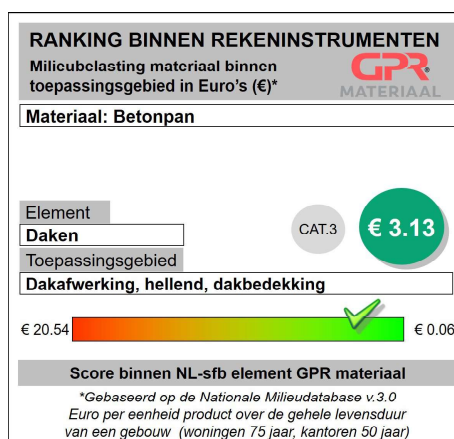 RANKING BINNEN REKENINSTRUMENTEN
Milieubelasting materiaal binnen
toepassingsgebied in Euro's (€)*
GPR
MATERIAAL
Materiaal: Betonpan
Element
Daken
CAT.3
€ 3.13
Toepassingsgebied
Dakafwerking, hellend, dakbedekking
€ 20.54
€ 0.06
Score binnen NL-sfb element GPR materiaal
*Gebaseerd op de Nationale Milieudatabase v.3.0
Euro per eenheid product over de gehele levensduur
van een gebouw (woningen 75 jaar, kantoren 50 jaar)